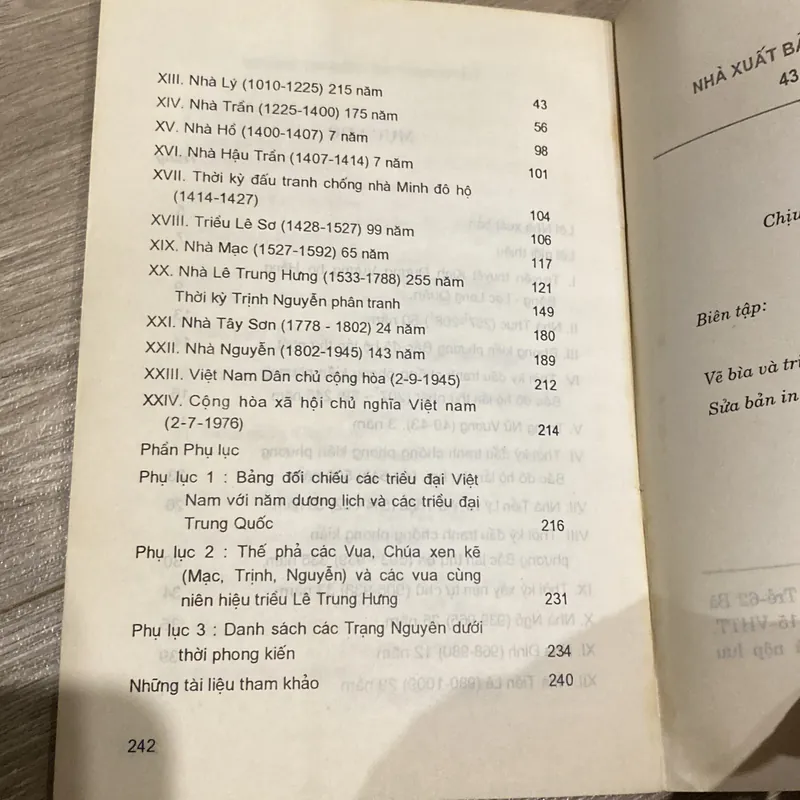 XIII. Nhà Lý (1010-1225) 215 năm 43
XIV. Nhà Trần (1225-1400) 175 năm 56
XV. Nhà Hồ (1400-1407) 7 năm 98
XVI. Nhà Hậu Trần (1407-1414) 7 năm 101
XVII. Thời kỳ đấu tranh chống nhà Minh đô hộ
(1414-1427) 104
XVIII. Triều Lê Sơ (1428-1527) 99 năm 106
XIX. Nhà Mạc (1527-1592) 65 năm 117
XX. Nhà Lê Trung Hưng (1533-1788) 255 năm 121
Thời kỳ Trịnh Nguyễn phân tranh 149
XXI. Nhà Tây Sơn (1778 - 1802) 24 năm 180
XXII. Nhà Nguyễn (1802-1945) 143 năm 189
XXIII. Việt Nam Dân chủ cộng hòa (2-9-1945) 212
XXIV. Cộng hòa xã hội chủ nghĩa Việt nam
(2-7-1976) 214
Phần Phụ lục
Phụ lục 1 : Bảng đối chiếu các triều đại Việt
Nam với năm dương lịch và các triều đại
Trung Quốc 216
Phụ lục 2 : Thế phả các Vua, Chúa xen kẽ
(Mạc, Trịnh, Nguyễn) và các vua cùng
niên hiệu triều Lê Trung Hưng 231
Phụ lục 3 : Danh sách các Trạng Nguyên dưới
thời phong kiến 234
Những tài liệu tham khảo 240
242
NHÀ XUẤT BẢ
43
Chịu
Biên tập:
Vẽ bìa và tr
Sửa bản in